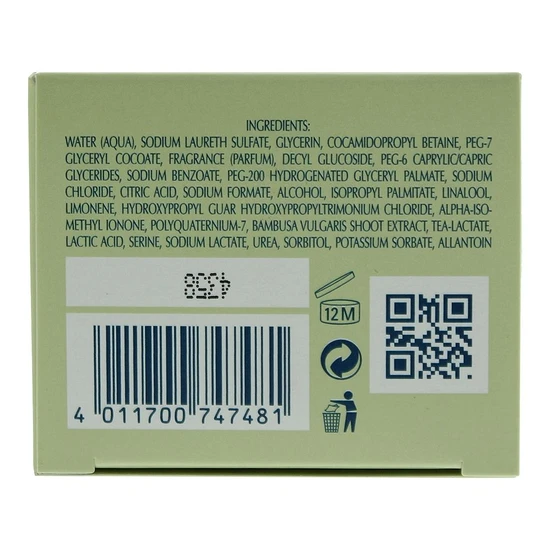 INGREDIENTS:
WATER (AQUA), SODIUM LAURETH SULFATE, GLYCERIN, COCAMIDOPROPYL BETAINE, PEG-7
GLYCERYL COCOATE, FRAGRANCE (PARFUM), DECYL GLUCOSIDE, PEG-6 CAPRYLIC/CAPRIC
GLYCERIDES, SODIUM BENZOATE, PEG-200 HYDROGENATED GLYCERYL PALMATE, SODIUM
CHLORIDE, CITRIC ACID, SODIUM FORMATE, ALCOHOL, ISOPROPYL PALMITATE, LINALOOL,
LIMONENE, HYDROXYPROPYL GUAR HYDROXYPROPYLTRIMONIUM CHLORIDE, ALPHA-ISO-
METHYL IONONE, POLYQUATERNIUM-7, BAMBUSA VULGARIS SHOOT EXTRACT, TEA-LACTATE,
LACTIC ACID, SERINE, SODIUM LACTATE, UREA, SORBITOL, POTASSIUM SORBATE, ALLANTOIN
12M
4 011700 747481